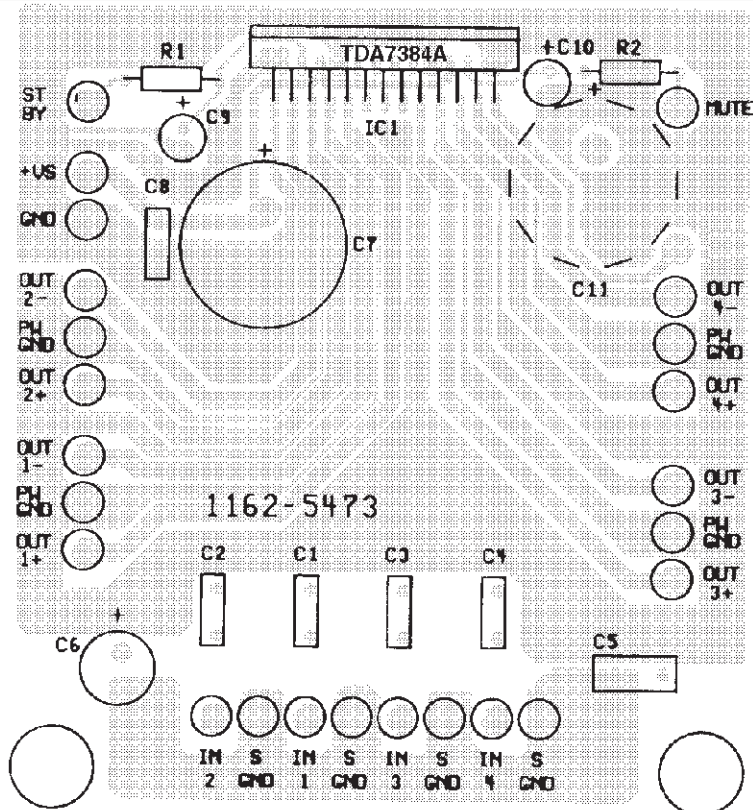 TDA7384A
+C10
R2
R1
ST
BY
+
C9
IC1
+
MUTE
+VS
C8
+
GND
C7
C11
OUT
2-
OUT
4-
PW
GND
PW
GND
OUT
2+
OUT
4+
OUT
1-
OUT
3-
PW
GND
1162-5473
PW
GND
OUT
1+
OUT
3+
C2
C1
C3
C4
+
C6
C5
IN
2
S
GND
IN
1
S
GND
IN
3
S
GND
IN
4
S
GND